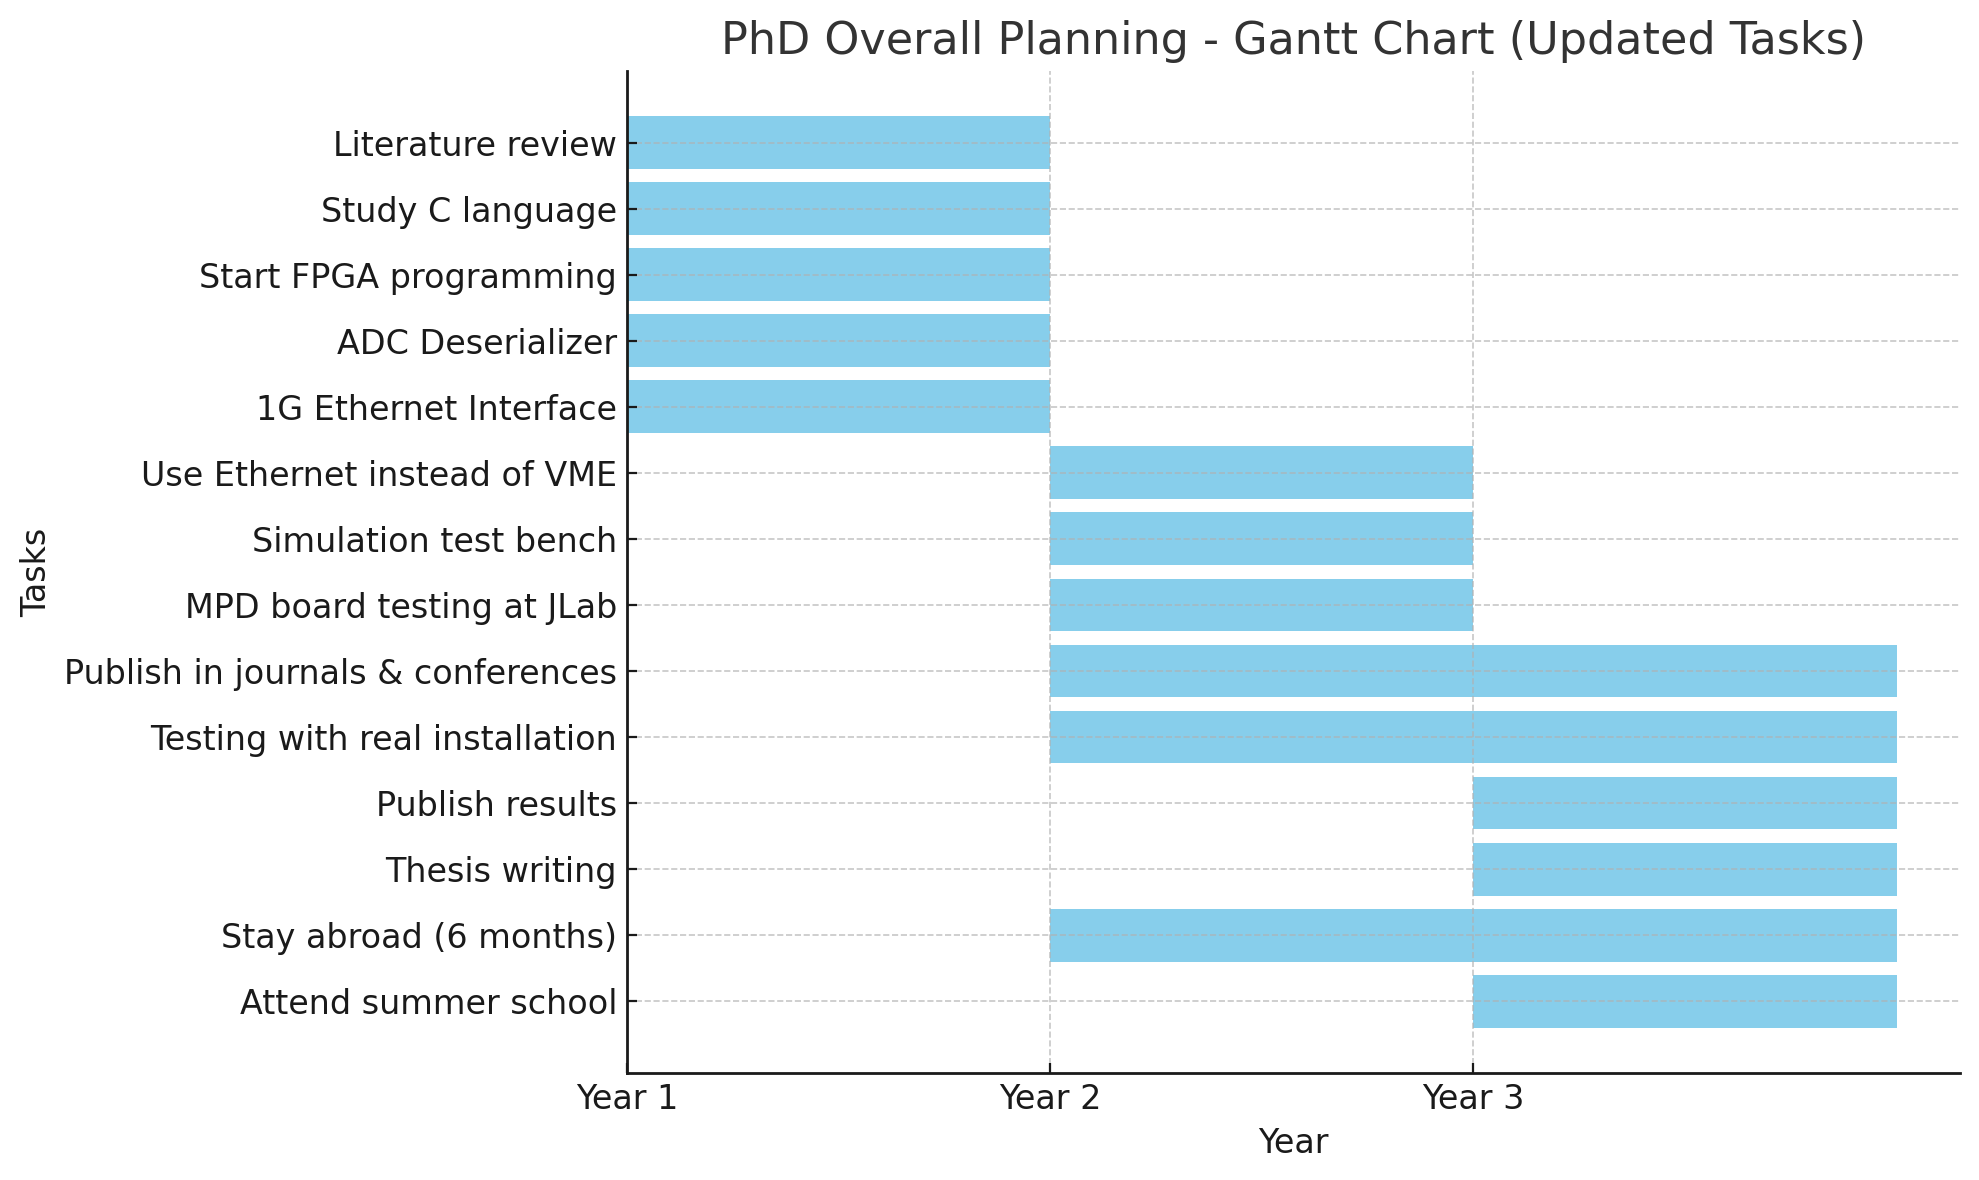 PhD Overall Planning - Gantt Chart (Updated Tasks)
Literature review
Study C language
Start FPGA programming
ADC Deserializer
1G Ethernet Interface
Use Ethernet instead of VME
Simulation test bench
MPD board testing at JLab
Publish in journals & conferences
Testing with real installation
Publish results
Thesis writing
Stay abroad (6 months)
Attend summer school
Tasks
Year 1
Year 2
Year 3
Year